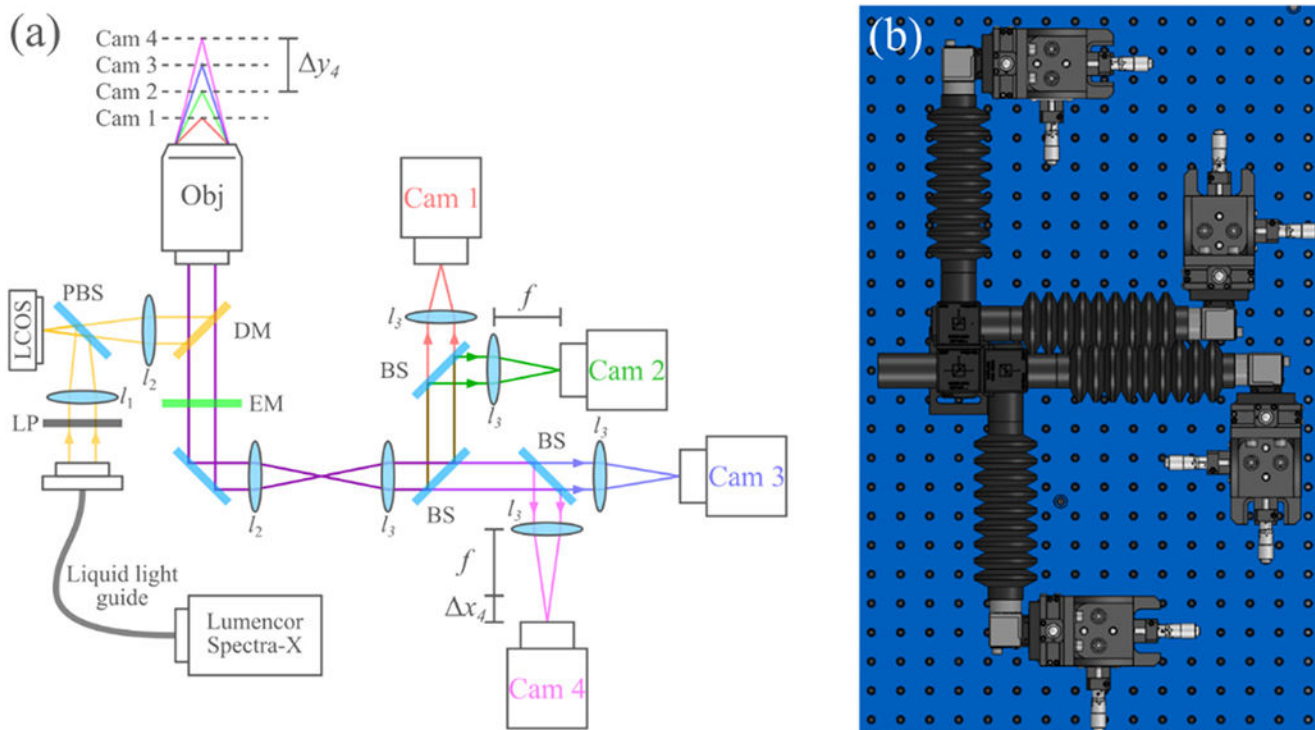 (a)
Cam 4
Cam 3
Cam 2
Cam 1
Δy4
Obj
LCOS
PBS
l2
DM
l1
LP
EM
Liquid light
guide
Lumencor
Spectra-X
l2
l3
BS
Cam 1
l3
BS
f
l3
Cam 2
BS
l3
Cam 3
l3
f
Δx4
Cam 4
(b)